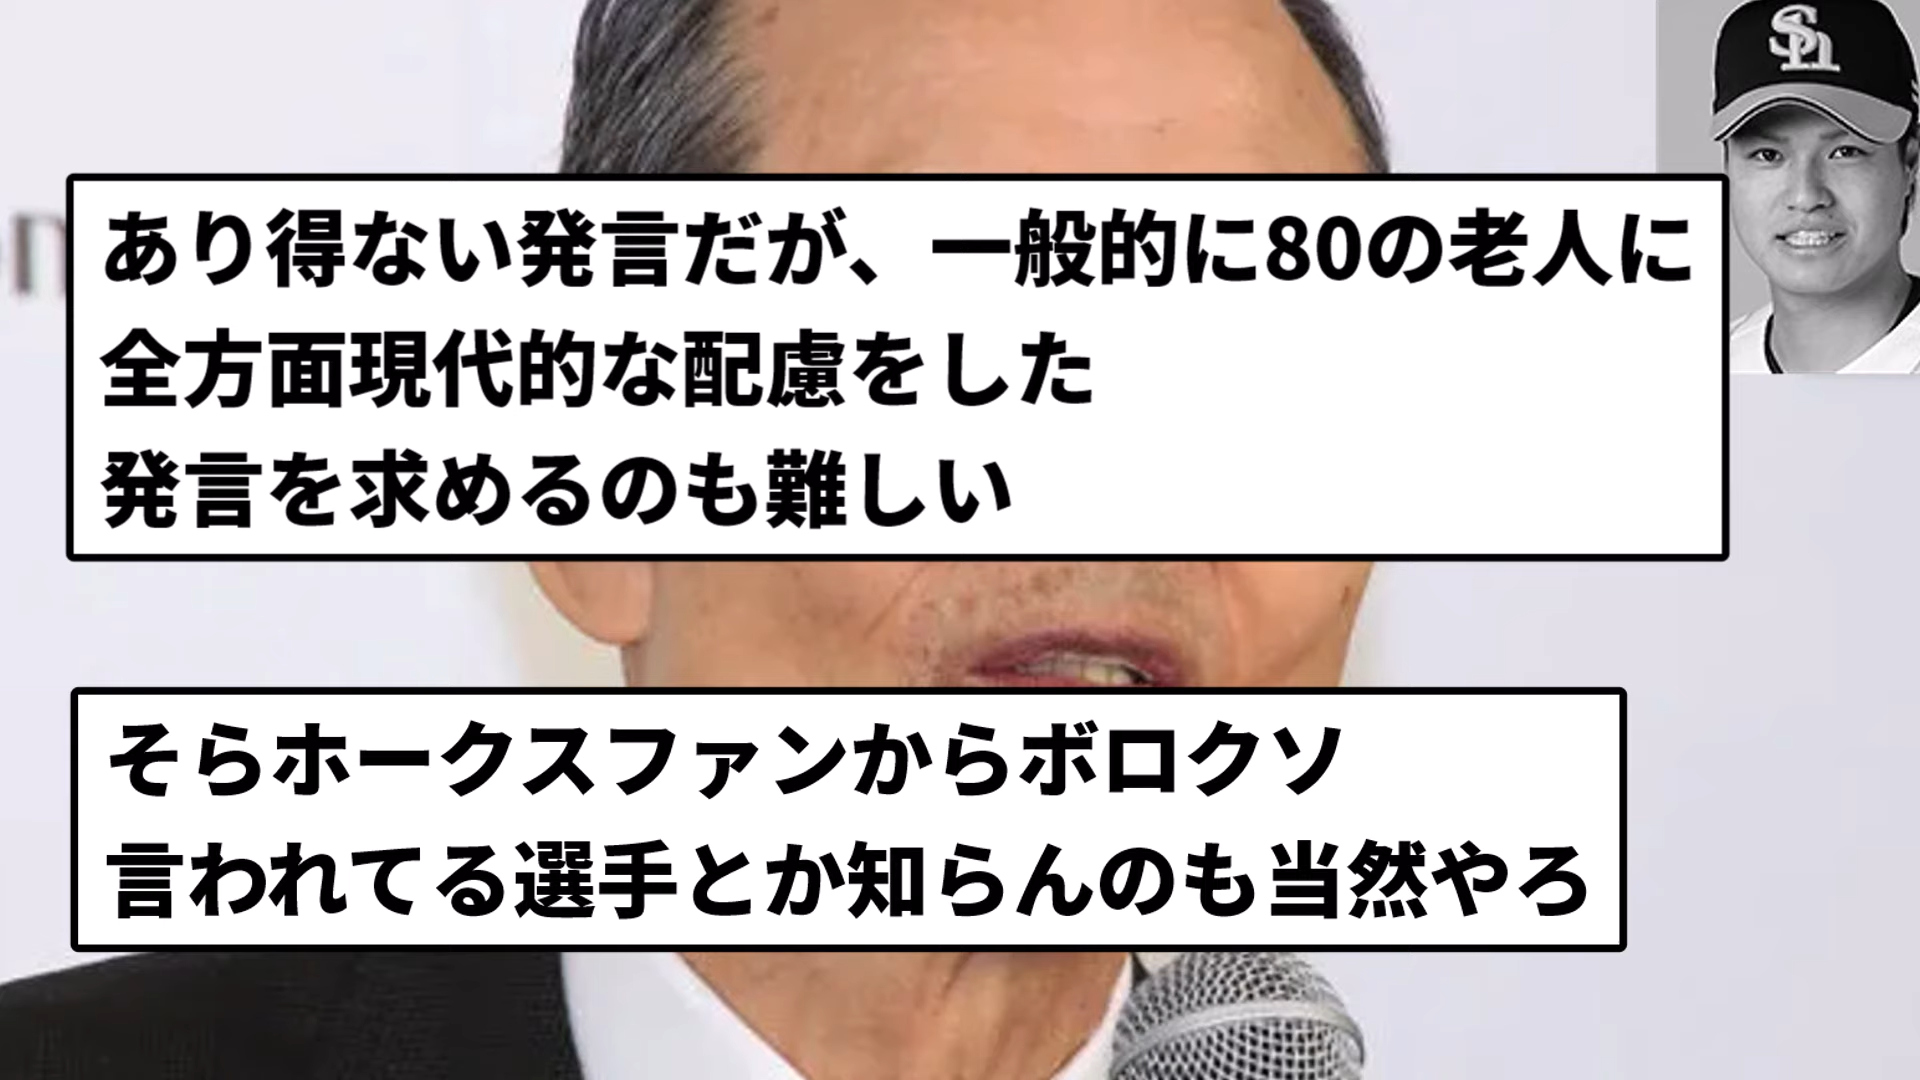 あり得ない発言だが、一般的に80の老人に
全方面現代的な配慮をした
発言を求めるのも難しい
そらホークスファンからボロクソ
言われてる選手とか知らんのも当然やろ